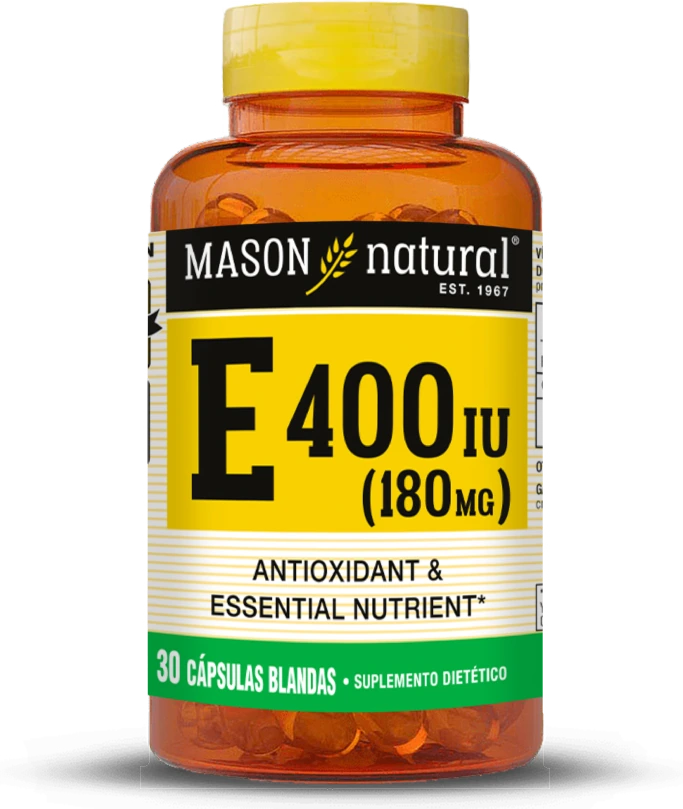 MASON natural®
EST. 1967
E 400 IU
(180 MG)
ANTIOXIDANT &
ESSENTIAL NUTRIENT*
30 CÁPSULAS BLANDAS • SUPLEMENTO DIETÉTICO